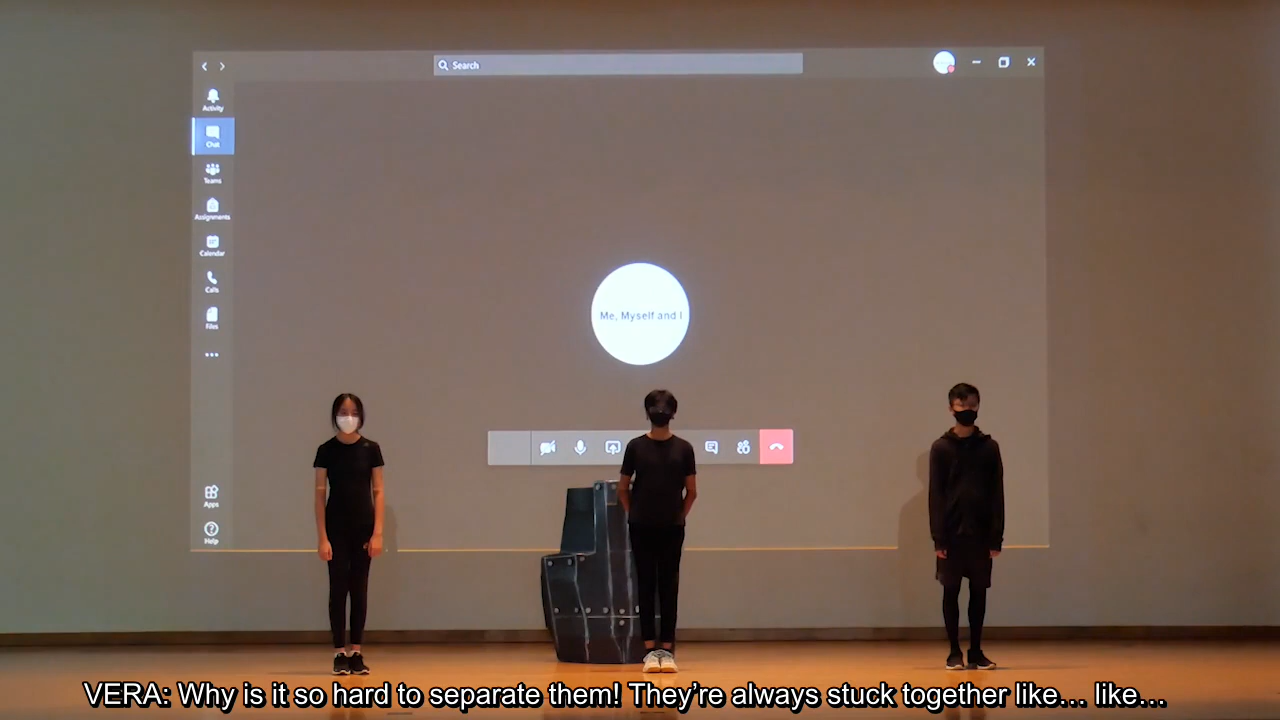 Search
Activity
Chat
Teams
Assignments
Calendar
Calls
Files
Me, Myself and I
Apps
Help
VERA: Why is it so hard to separate them! They’re always stuck together like… like…